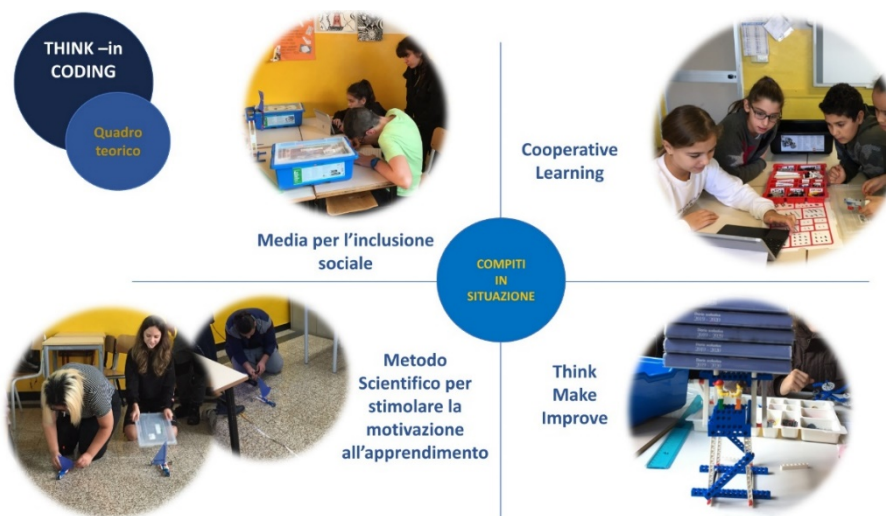 THINK –in
CODING
Quadro
teorico
Cooperative
Learning
Media per l'inclusione
sociale
COMPITI
IN
SITUAZIONE
Metodo
Scientifico per
stimolare la
motivazione
all'apprendimento
Think
Make
Improve